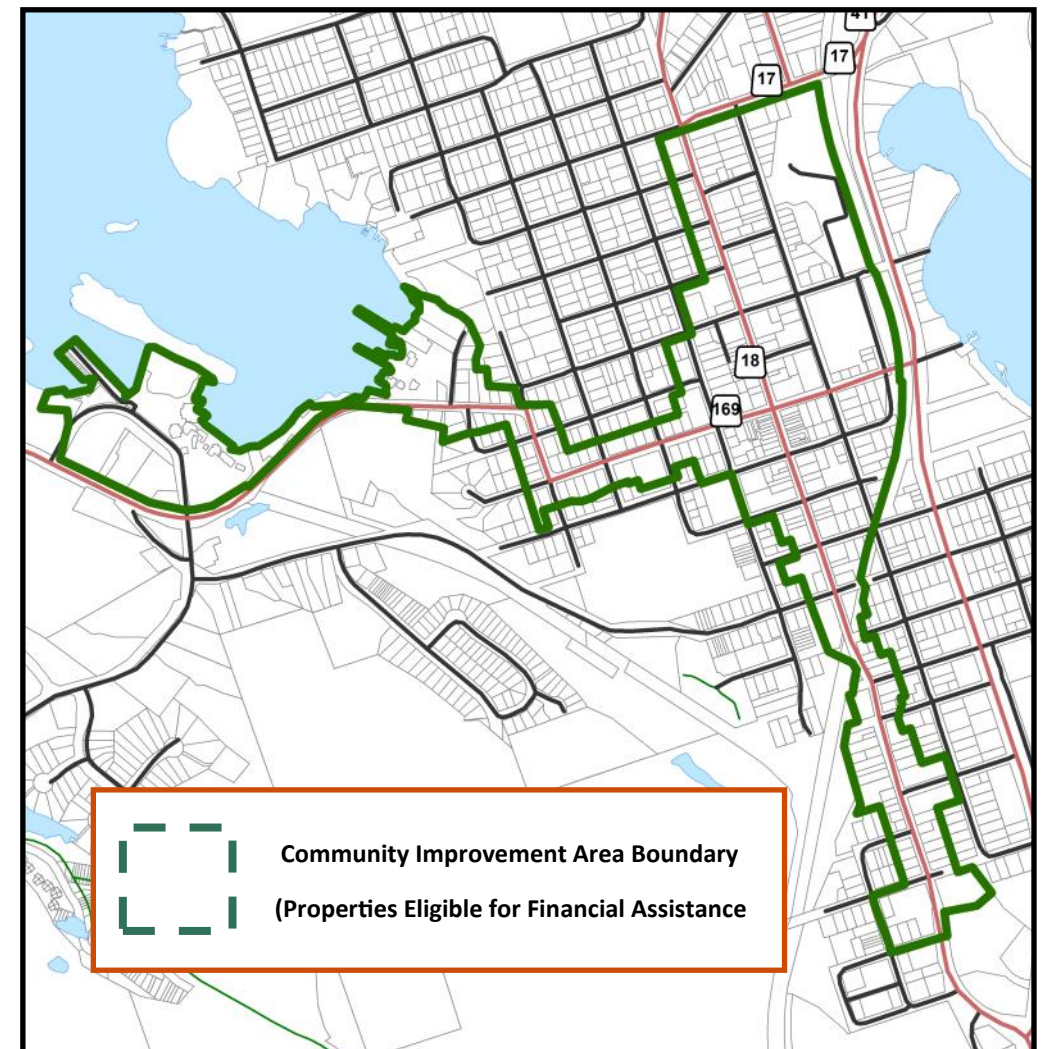 41
17
17
18
169
Community Improvement Area Boundary
(Properties Eligible for Financial Assistance